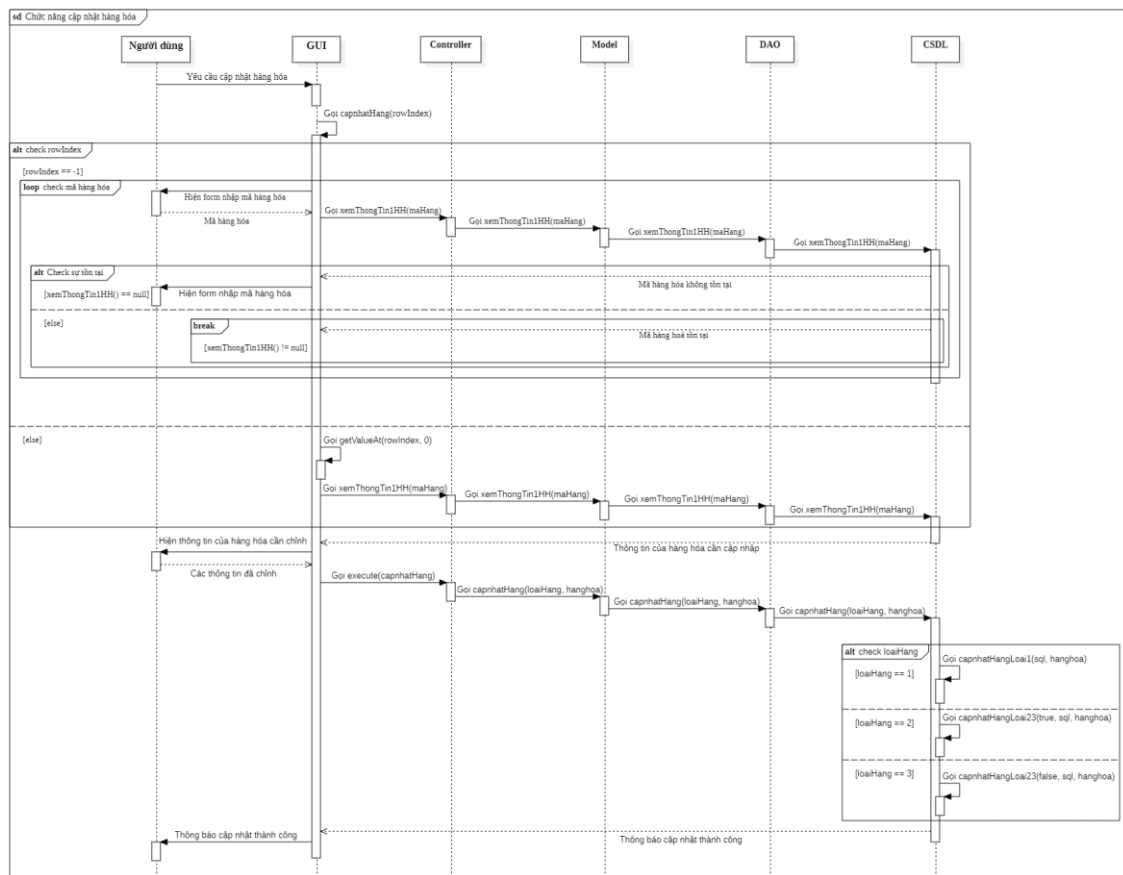 sd Chức năng cập nhật hàng hóa
Người dùng
GUI
Controller
Model
DAO
CSDL
Yêu cầu cập nhật hàng hóa
Gọi capnhatHang(rowIndex)
alt check rowIndex
[rowIndex == -1]
loop check mã hàng hóa
Hiện form nhập mã hàng hóa
Mã hàng hóa
Gọi xemThongTin1HH(maHang)
Gọi xemThongTin1HH(maHang)
Gọi xemThongTin1HH(maHang)
Gọi xemThongTin1HH(maHang)
alt Check sự tồn tại
Mã hàng hóa không tồn tại
[xemThongTin1HH() == null]
Hiện form nhập mã hàng hóa
[else]
break
Mã hàng hoá tồn tại
[xemThongTin1HH() != null]
[else]
Gọi getValueAt(rowIndex, 0)
Gọi xemThongTin1HH(maHang)
Gọi xemThongTin1HH(maHang)
Gọi xemThongTin1HH(maHang)
Gọi xemThongTin1HH(maHang)
Hiện thông tin của hàng hóa cần chỉnh
Thông tin của hàng hóa cần cập nhập
Các thông tin đã chỉnh
Gọi execute(capnhatHang)
Gọi capnhatHang(loaiHang, hanghoa)
Gọi capnhatHang(loaiHang, hanghoa)
Gọi capnhatHang(loaiHang, hanghoa)
alt check loaiHang
Gọi capnhatHangLoai1(sql, hanghoa)
[loaiHang == 1]
Gọi capnhatHangLoai23(true, sql, hanghoa)
[loaiHang == 2]
[loaiHang == 3]
Gọi capnhatHangLoai23(false, sql, hanghoa)
Thông báo cập nhật thành công
Thông báo cập nhật thành công